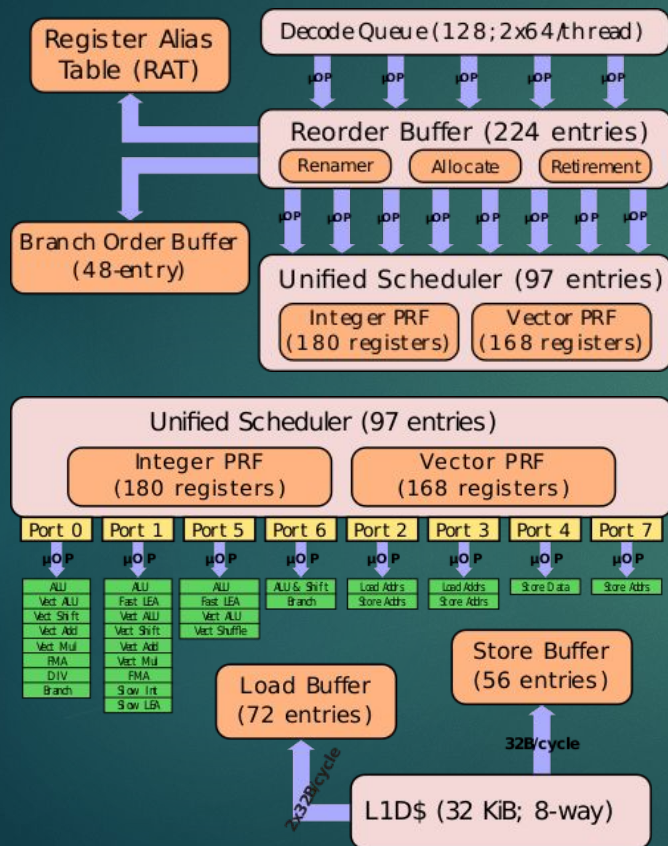 Register Alias
Table (RAT)
Decode Queue (128; 2x64/thread)
μOP μOP μOP μOP μOP
Reorder Buffer (224 entries)
Renamer Allocate Retirement
μOP μOP μOP μOP μOP μOP μOP μOP
Branch Order Buffer
(48-entry)
Unified Scheduler (97 entries)
Integer PRF
(180 registers)
Vector PRF
(168 registers)
Unified Scheduler (97 entries)
Integer PRF
(180 registers)
Vector PRF
(168 registers)
Port 0 Port 1 Port 5 Port 6 Port 2 Port 3 Port 4 Port 7
μOP μOP μOP μOP μOP μOP μOP μOP
ALU
Vect ALU
Vect Shift
Vect Add
Vect Mul
FMA
DIV
Branch
ALU
Fast LEA
Vect ALU
Vect Shift
Vect Add
Vect Mul
FMA
Slow Int
Slow LEA
ALU
Fast LEA
Vect ALU
Vect Shuffle
ALU & Shift
Branch
Load Addrs
Store Addrs
Load Addrs
Store Addrs
Store Data
Store Addrs
Load Buffer
(72 entries)
Store Buffer
(56 entries)
2x32B/cycle
32B/cycle
L1D$ (32 KiB; 8-way)